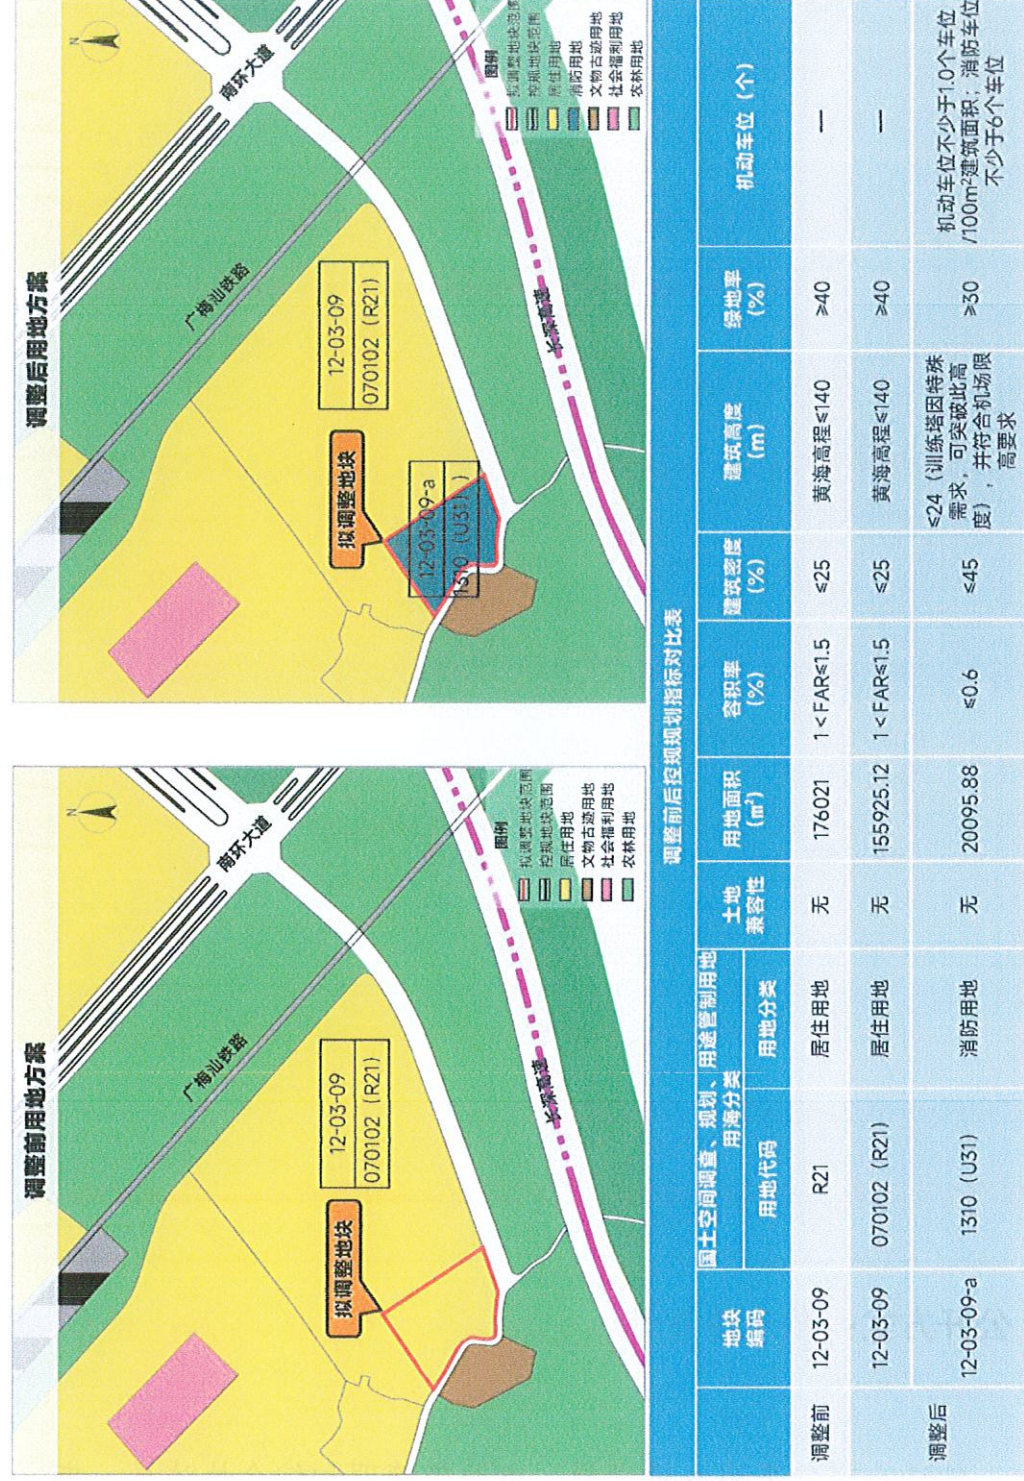 调整前用地方案
南环大道
广梅汕铁路
12-03-09
070102（R21）
拟调整地块
长深高速
图例
拟调整地块范围
控规地块范围
居住用地
文物古迹用地
社会福利用地
农林用地
N
调整后用地方案
南环大道
广梅汕铁路
12-03-09
070102（R21）
拟调整地块
12-03-09-a
1310（U31）
长深高速
图例
拟调整地块范围
控规地块范围
居住用地
消防用地
文物古迹用地
社会福利用地
农林用地
N
调整前后控规规划指标对比表
地块编码 国土空间调查、规划、用途管制用地用海分类 土地兼容性 用地面积（㎡） 容积率（%） 建筑密度（%） 建筑高度（m） 绿地率（%） 机动车位（个）
用地代码 用地分类
调整前 12-03-09 R21 居住用地 无 176021 1<FAR≤1.5 ≤25 黄海高程≤140 ≥40 —
调整后 12-03-09 070102（R21） 居住用地 无 155925.12 1<FAR≤1.5 ≤25 黄海高程≤140 ≥40 —
12-03-09-a 1310（U31） 消防用地 无 20095.88 ≤0.6 ≤45 ≤24（训练塔因特殊需求，可突破此高度），并符合机场限高要求 ≥30 机动车位不少于1.0个车位/100m²建筑面积；消防车位不少于6个车位